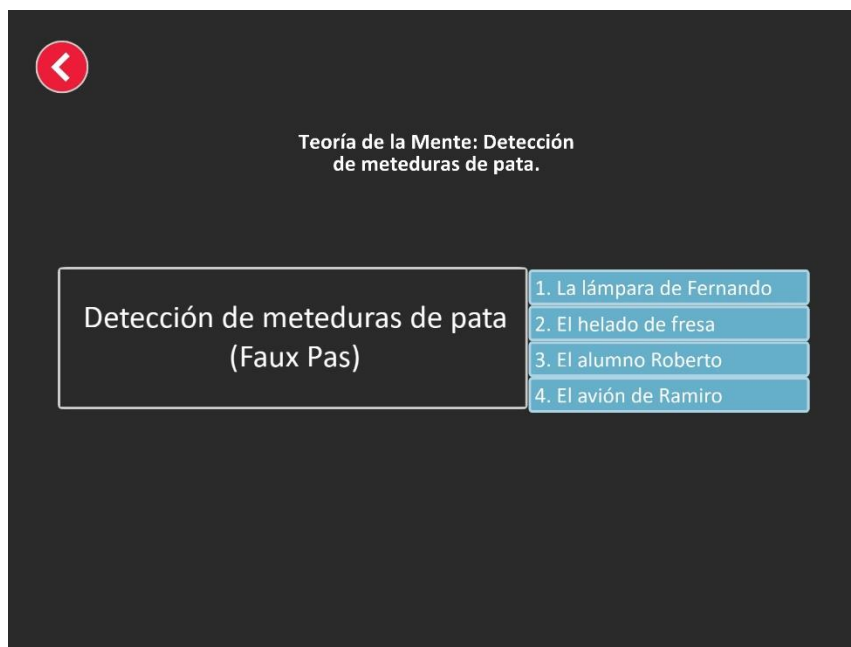 Teoría de la Mente: Detección
de meteduras de pata.
Detección de meteduras de pata
(Faux Pas)
1. La lámpara de Fernando
2. El helado de fresa
3. El alumno Roberto
4. El avión de Ramiro